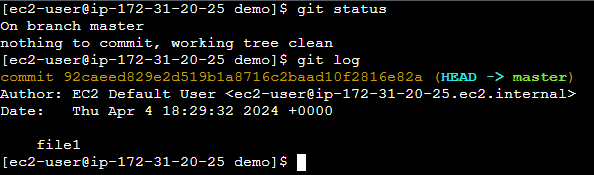 [ec2-user@ip-172-31-20-25 demo]$ git status
On branch master
nothing to commit, working tree clean
[ec2-user@ip-172-31-20-25 demo]$ git log
commit 92caeed829e2d519b1a8716c2baad10f2816e82a (HEAD -> master)
Author: EC2 Default User <ec2-user@ip-172-31-20-25.ec2.internal>
Date:   Thu Apr 4 18:29:32 2024 +0000
    file1
[ec2-user@ip-172-31-20-25 demo]$